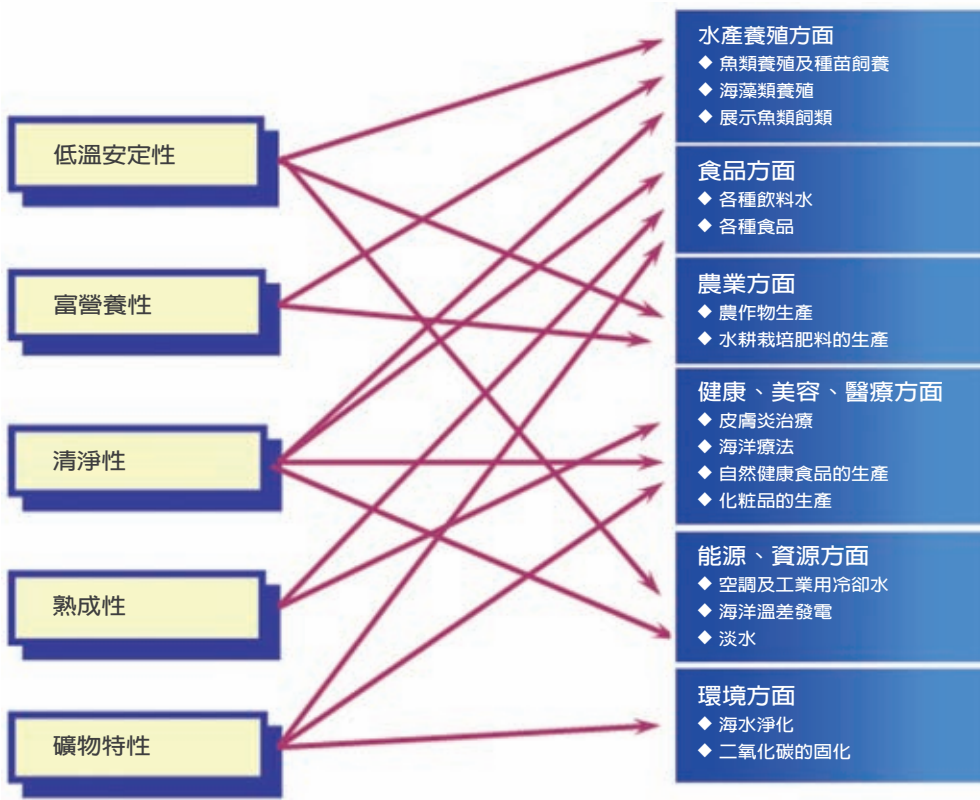 低溫安定性
富營養性
清淨性
熟成性
礦物特性
水產養殖方面
◆ 魚類養殖及種苗飼養
◆ 海藻類養殖
◆ 展示魚類飼類
食品方面
◆ 各種飲料水
◆ 各種食品
農業方面
◆ 農作物生產
◆ 水耕栽培肥料的生產
健康、美容、醫療方面
◆ 皮膚炎治療
◆ 海洋療法
◆ 自然健康食品的生產
◆ 化粧品的生產
能源、資源方面
◆ 空調及工業用冷卻水
◆ 海洋溫差發電
◆ 淡水
環境方面
◆ 海水淨化
◆ 二氧化碳的固化